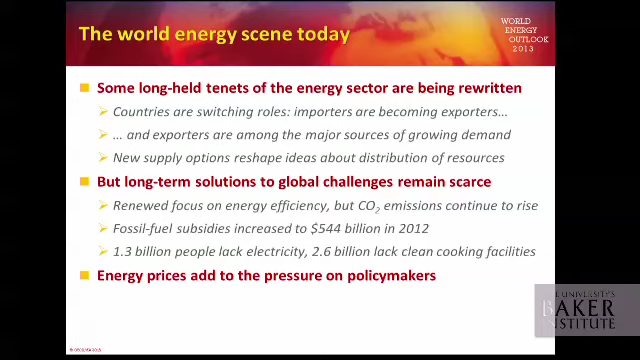 The world energy scene today
WORLD
ENERGY
OUTLOOK
2013
Some long-held tenets of the energy sector are being rewritten
Countries are switching roles: importers are becoming exporters…
… and exporters are among the major sources of growing demand
New supply options reshape ideas about distribution of resources
But long-term solutions to global challenges remain scarce
Renewed focus on energy efficiency, but CO2 emissions continue to rise
Fossil-fuel subsidies increased to $544 billion in 2012
1.3 billion people lack electricity, 2.6 billion lack clean cooking facilities
Energy prices add to the pressure on policymakers
UNIVERSITY'S
BAKER
INSTITUTE
© OECD/IEA 2013